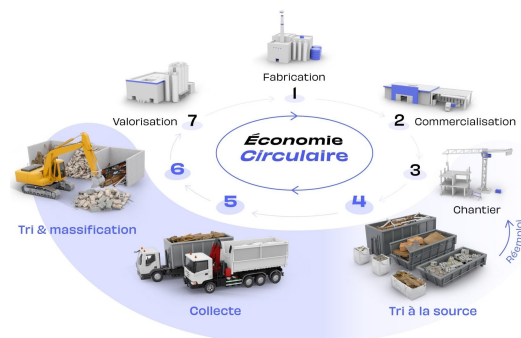 Fabrication
1
Valorisation
7
2
Commercialisation
Économie
Circulaire
6
3
Chantier
Tri & massification
5
4
Réemploi
Collecte
Tri à la source